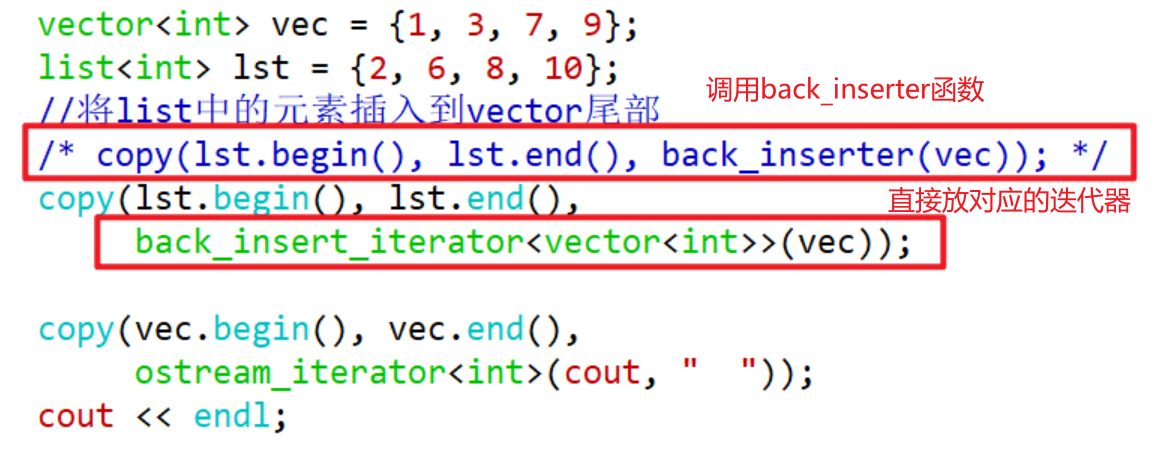 vector<int> vec = {1, 3, 7, 9};
list<int> lst = {2, 6, 8, 10};
调用back_inserter函数
//将list中的元素插入到vector尾部
/* copy(lst.begin(), lst.end(), back_inserter(vec)); */
copy(lst.begin(), lst.end(),
直接放对应的迭代器
back_insert_iterator<vector<int>>(vec));
copy(vec.begin(), vec.end(),
ostream_iterator<int>(cout, "  "));
cout << endl;